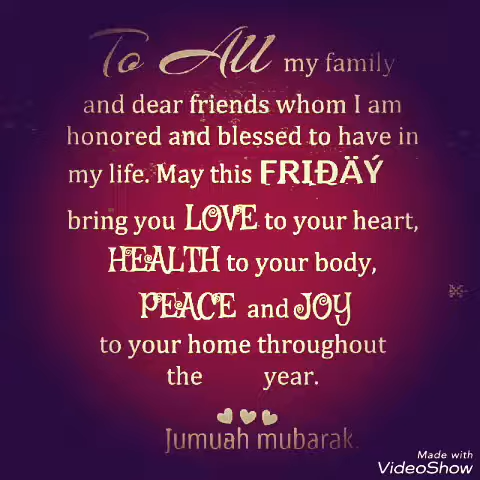 To All my family
and dear friends whom I am
honored and blessed to have in
my life. May this FRIĐÄÝ
bring you LOVE to your heart,
HEALTH to your body,
PEACE and JOY
to your home throughout
the year.
Jumuah mubarak
Made with
VideoShow